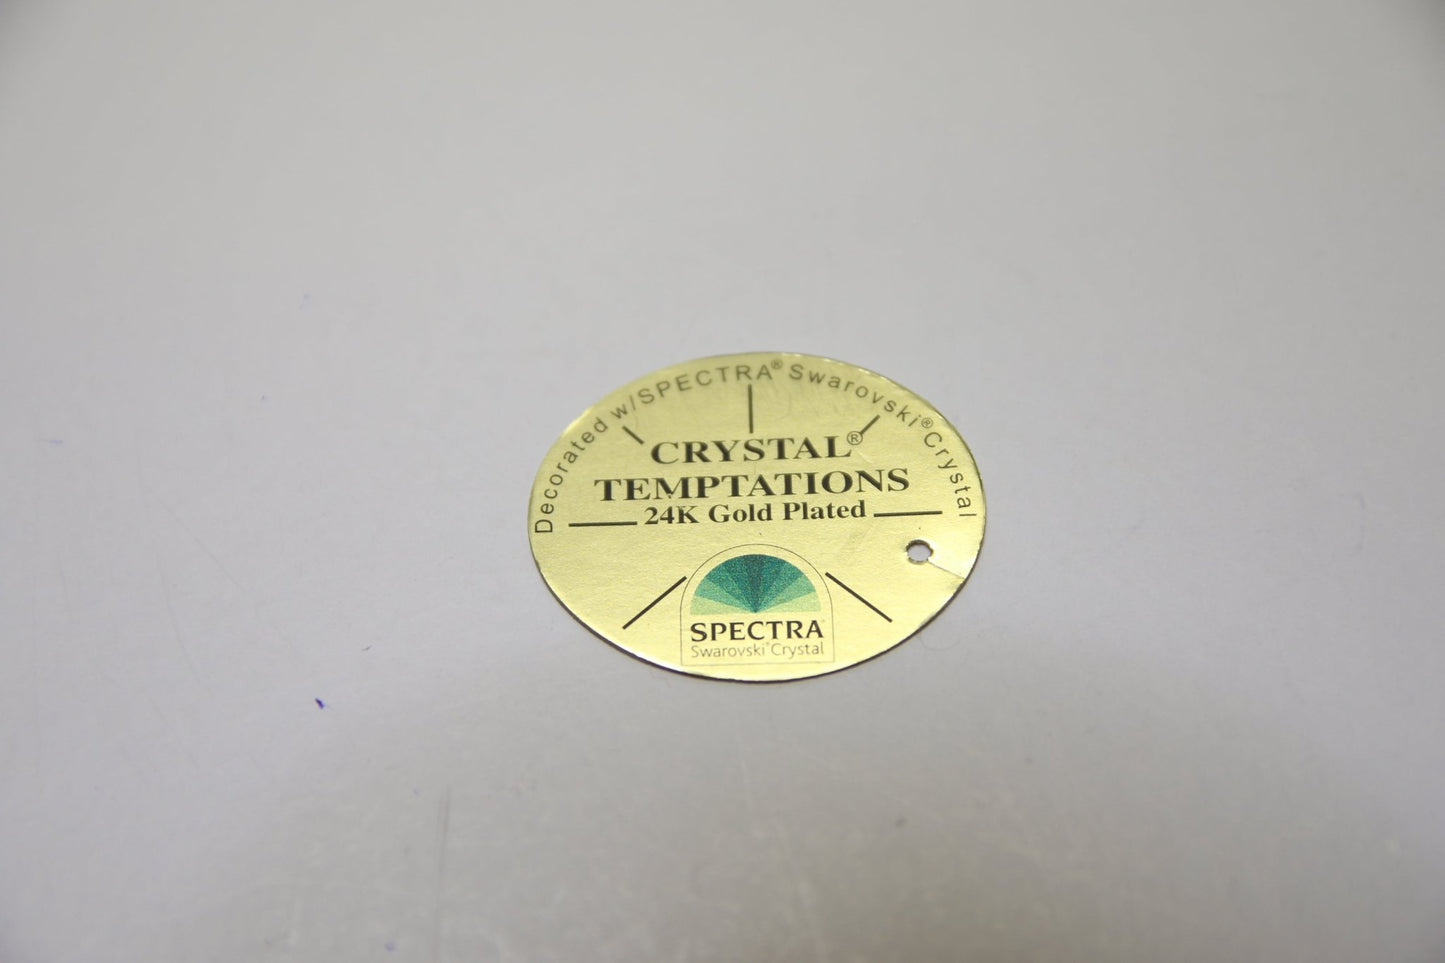 Decorated w/SPECTRA® Swarovski® Crystal
CRYSTAL®
TEMPTATIONS
24K Gold Plated
SPECTRA
Swarovski® Crystal